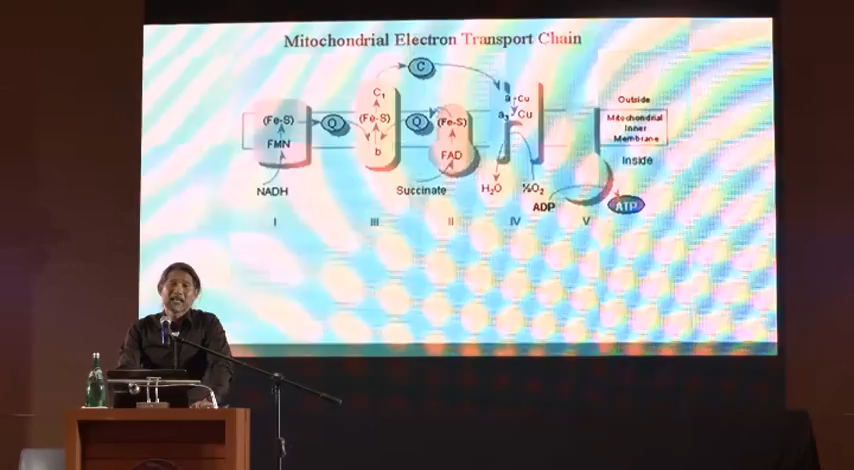 Mitochondrial Electron Transport Chain
C
C₁
a-Cu
a₃-Cu
Outside
(Fe-S)
Q
(Fe-S)
Q
(Fe-S)
Mitochondrial
Inner
Membrane
FMN
b
FAD
Inside
NADH
Succinate
H₂O
½O₂
ADP
ATP
I
III
II
IV
V